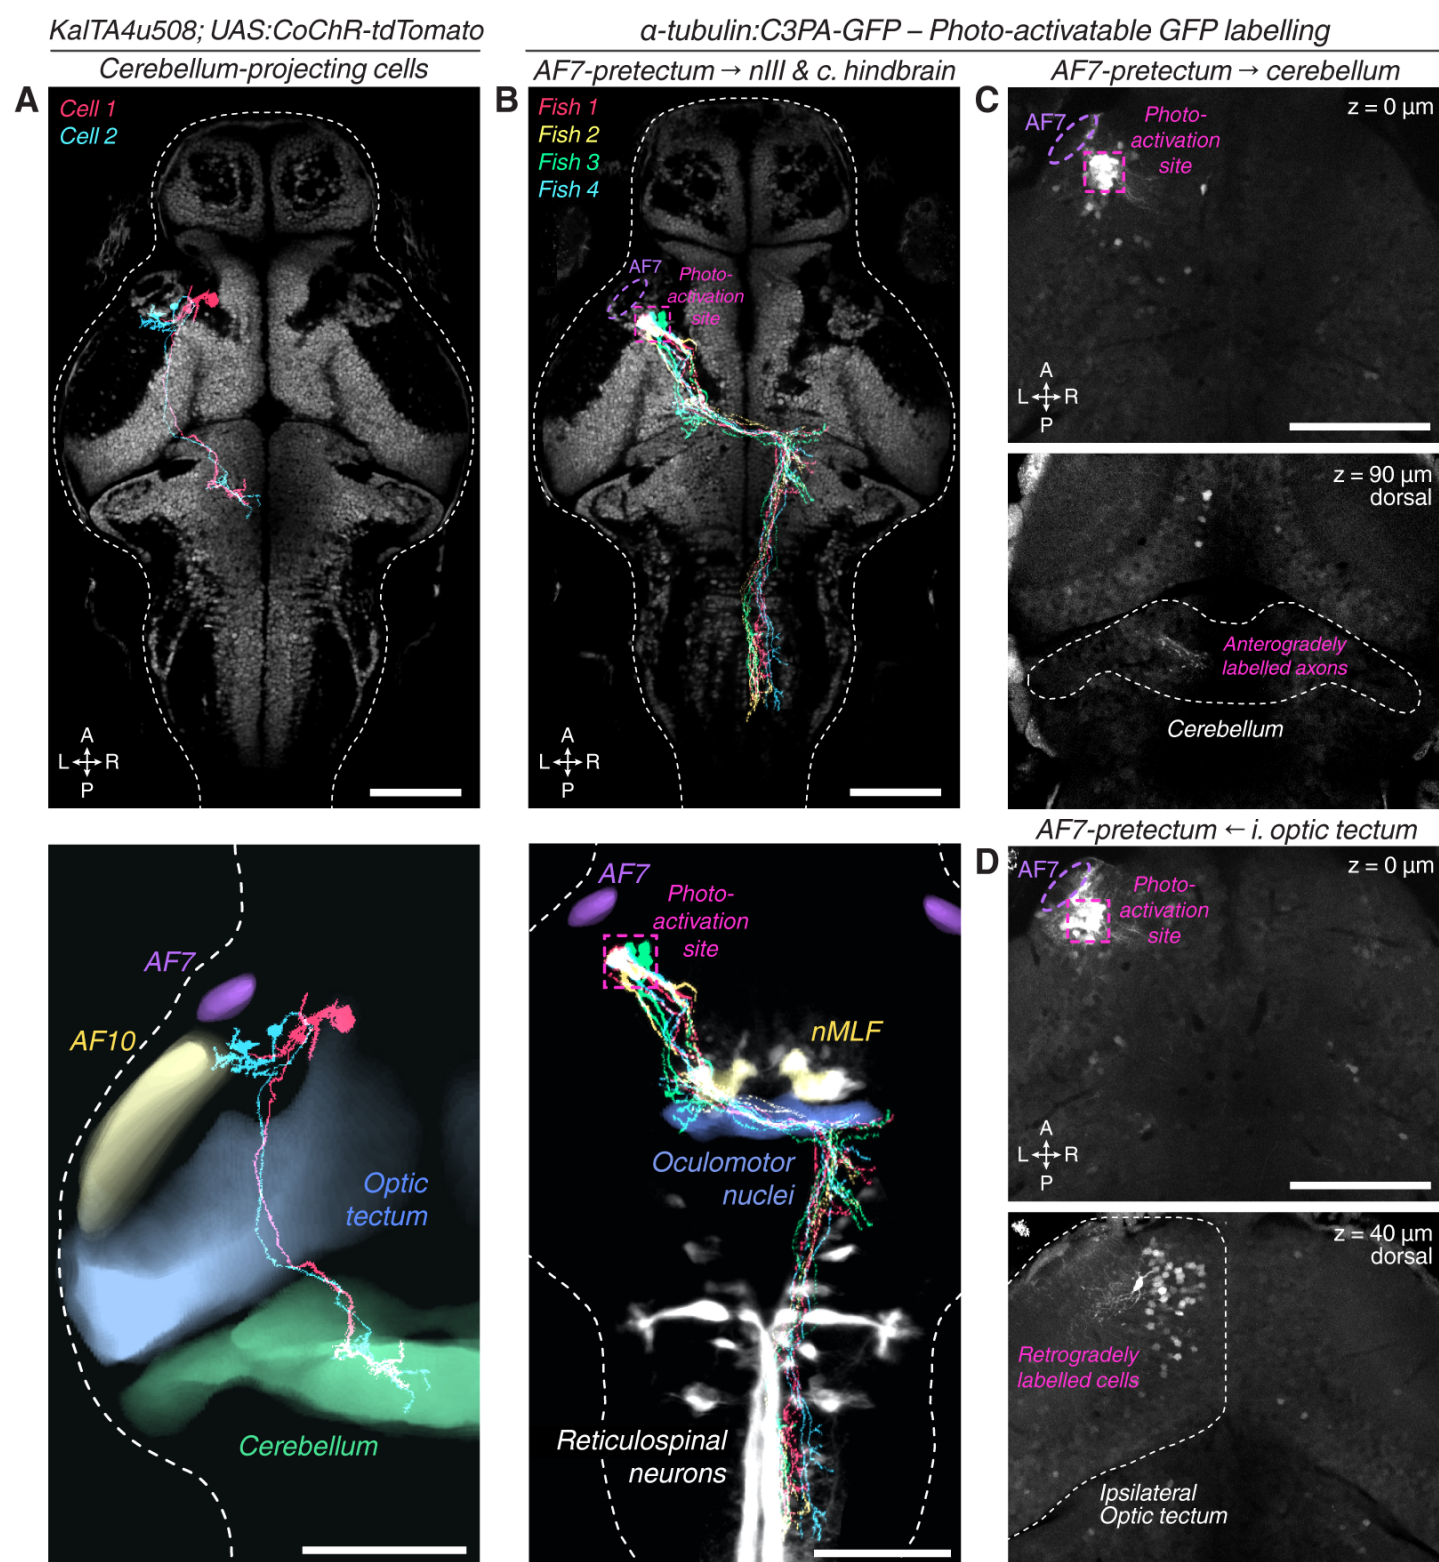 KalTA4u508; UAS:CoChR-tdTomato
α-tubulin:C3PA-GFP – Photo-activatable GFP labelling
Cerebellum-projecting cells
AF7-pretectum → nIII & c. hindbrain
AF7-pretectum → cerebellum
A
Cell 1
Cell 2
A
L R
P
AF7
AF10
Optic
tectum
Cerebellum
B
Fish 1
Fish 2
Fish 3
Fish 4
AF7
Photo-
activation
site
A
L R
P
AF7
Photo-
activation
site
nMLF
Oculomotor
nuclei
Reticulospinal
neurons
C
AF7
Photo-
activation
site
z = 0 µm
A
L R
P
z = 90 µm
dorsal
Anterogradely
labelled axons
Cerebellum
AF7-pretectum ← i. optic tectum
D
AF7
Photo-
activation
site
z = 0 µm
A
L R
P
z = 40 µm
dorsal
Retrogradely
labelled cells
Ipsilateral
Optic tectum